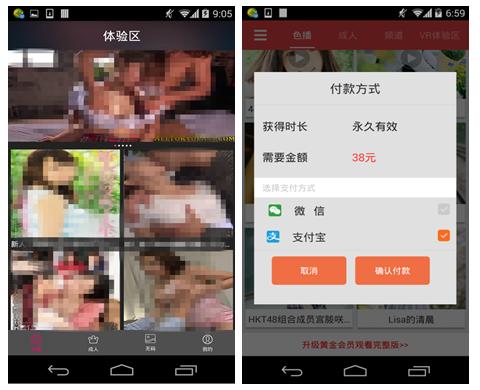 9:05
体验区
新人
成人
无码
我的
6:59
色播
成人
频道
VR体验区
付款方式
获得时长 永久有效
需要金额 38元
选择支付方式
微 信
支付宝
取消
确认付款
HKT48组合成员宫脇咲...
Lisa的清晨
升级黄金会员观看完整版>>